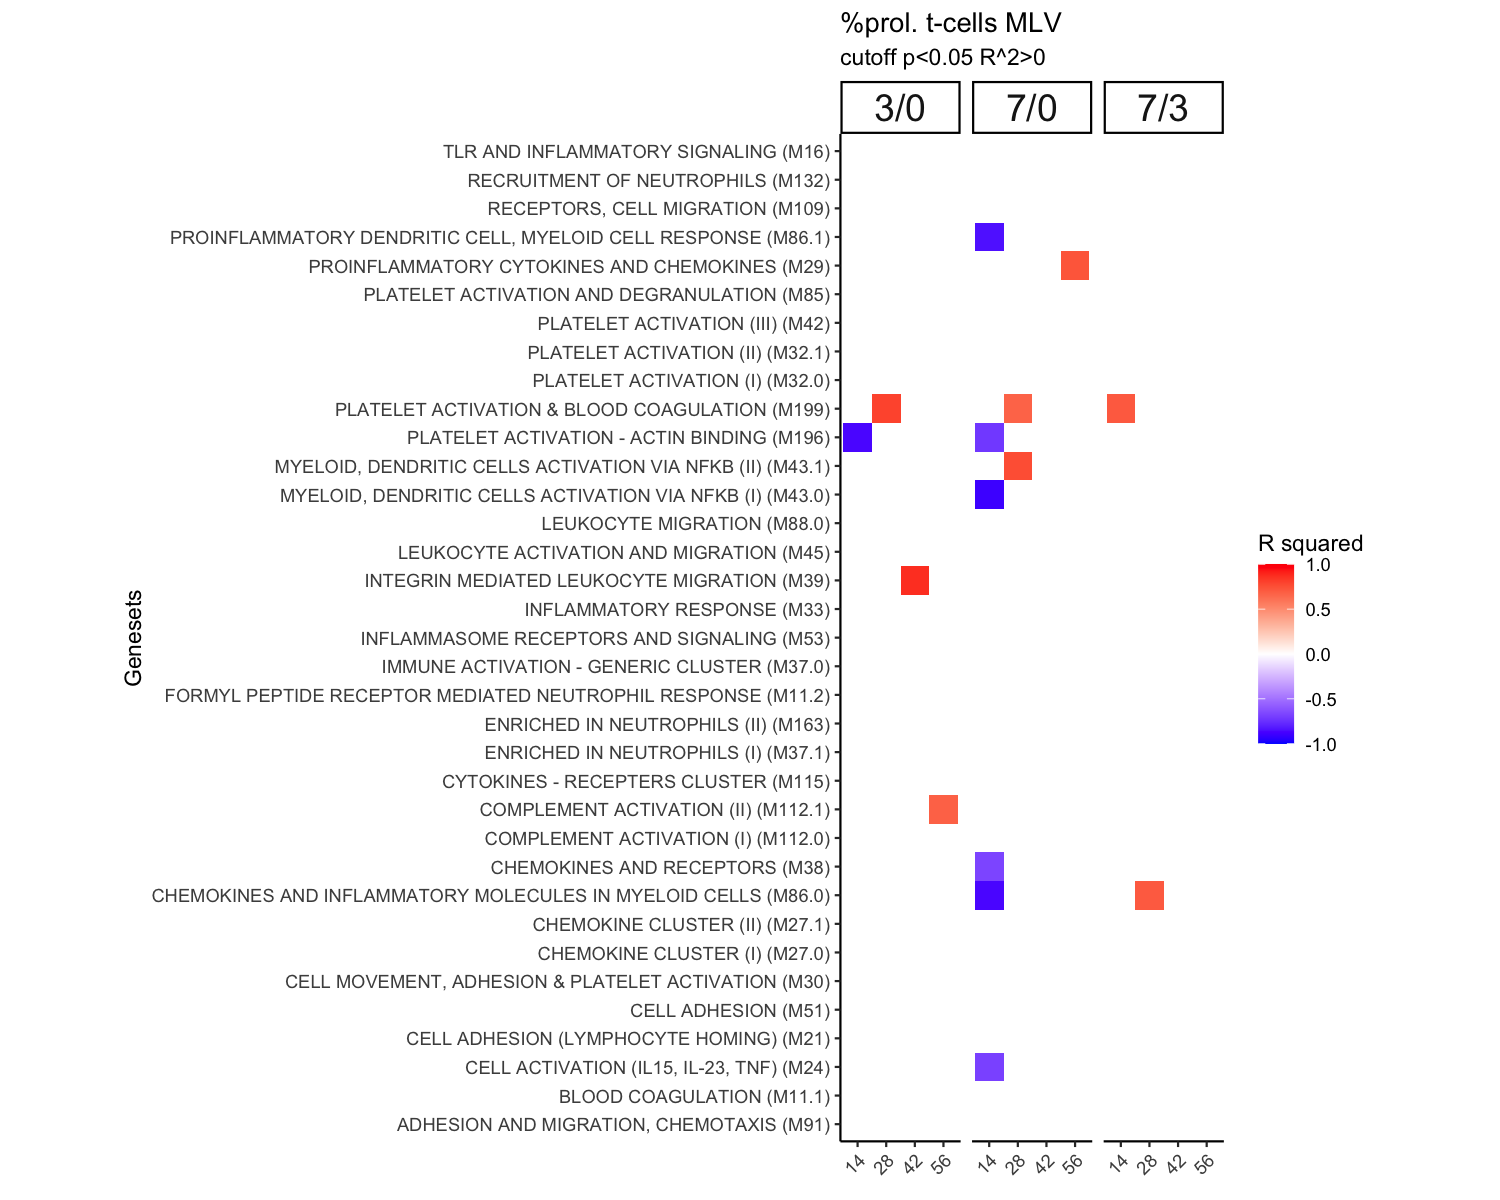 %prol. t-cells MLV
cutoff p<0.05 R^2>0
3/0 7/0 7/3
TLR AND INFLAMMATORY SIGNALING (M16)
RECRUITMENT OF NEUTROPHILS (M132)
RECEPTORS, CELL MIGRATION (M109)
PROINFLAMMATORY DENDRITIC CELL, MYELOID CELL RESPONSE (M86.1)
PROINFLAMMATORY CYTOKINES AND CHEMOKINES (M29)
PLATELET ACTIVATION AND DEGRANULATION (M85)
PLATELET ACTIVATION (III) (M42)
PLATELET ACTIVATION (II) (M32.1)
PLATELET ACTIVATION (I) (M32.0)
PLATELET ACTIVATION & BLOOD COAGULATION (M199)
PLATELET ACTIVATION - ACTIN BINDING (M196)
MYELOID, DENDRITIC CELLS ACTIVATION VIA NFKB (II) (M43.1)
MYELOID, DENDRITIC CELLS ACTIVATION VIA NFKB (I) (M43.0)
LEUKOCYTE MIGRATION (M88.0)
LEUKOCYTE ACTIVATION AND MIGRATION (M45)
INTEGRIN MEDIATED LEUKOCYTE MIGRATION (M39)
INFLAMMATORY RESPONSE (M33)
INFLAMMASOME RECEPTORS AND SIGNALING (M53)
IMMUNE ACTIVATION - GENERIC CLUSTER (M37.0)
FORMYL PEPTIDE RECEPTOR MEDIATED NEUTROPHIL RESPONSE (M11.2)
ENRICHED IN NEUTROPHILS (II) (M163)
ENRICHED IN NEUTROPHILS (I) (M37.1)
CYTOKINES - RECEPTERS CLUSTER (M115)
COMPLEMENT ACTIVATION (II) (M112.1)
COMPLEMENT ACTIVATION (I) (M112.0)
CHEMOKINES AND RECEPTORS (M38)
CHEMOKINES AND INFLAMMATORY MOLECULES IN MYELOID CELLS (M86.0)
CHEMOKINE CLUSTER (II) (M27.1)
CHEMOKINE CLUSTER (I) (M27.0)
CELL MOVEMENT, ADHESION & PLATELET ACTIVATION (M30)
CELL ADHESION (M51)
CELL ADHESION (LYMPHOCYTE HOMING) (M21)
CELL ACTIVATION (IL15, IL-23, TNF) (M24)
BLOOD COAGULATION (M11.1)
ADHESION AND MIGRATION, CHEMOTAXIS (M91)
Genesets
14 28 42 56 14 28 42 56 14 28 42 56
R squared
1.0
0.5
0.0
-0.5
-1.0